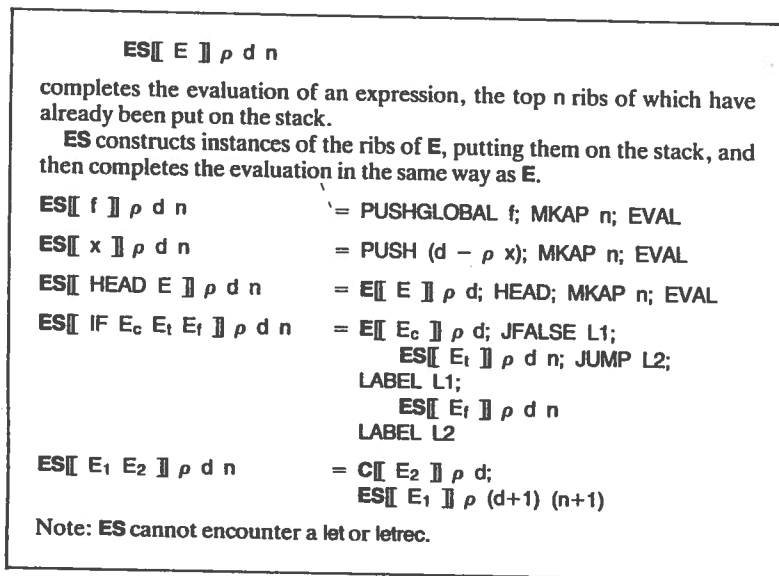 ES⟦ E ⟧ ρ d n
completes the evaluation of an expression, the top n ribs of which have
already been put on the stack.
ES constructs instances of the ribs of E, putting them on the stack, and
then completes the evaluation in the same way as E.
ES⟦ f ⟧ ρ d n = PUSHGLOBAL f; MKAP n; EVAL
ES⟦ x ⟧ ρ d n = PUSH (d − ρ x); MKAP n; EVAL
ES⟦ HEAD E ⟧ ρ d n = E⟦ E ⟧ ρ d; HEAD; MKAP n; EVAL
ES⟦ IF Ec Et Ef ⟧ ρ d n = E⟦ Ec ⟧ ρ d; JFALSE L1;
ES⟦ Et ⟧ ρ d n; JUMP L2;
LABEL L1;
ES⟦ Ef ⟧ ρ d n
LABEL L2
ES⟦ E₁ E₂ ⟧ ρ d n = C⟦ E₂ ⟧ ρ d;
ES⟦ E₁ ⟧ ρ (d+1) (n+1)
Note: ES cannot encounter a let or letrec.